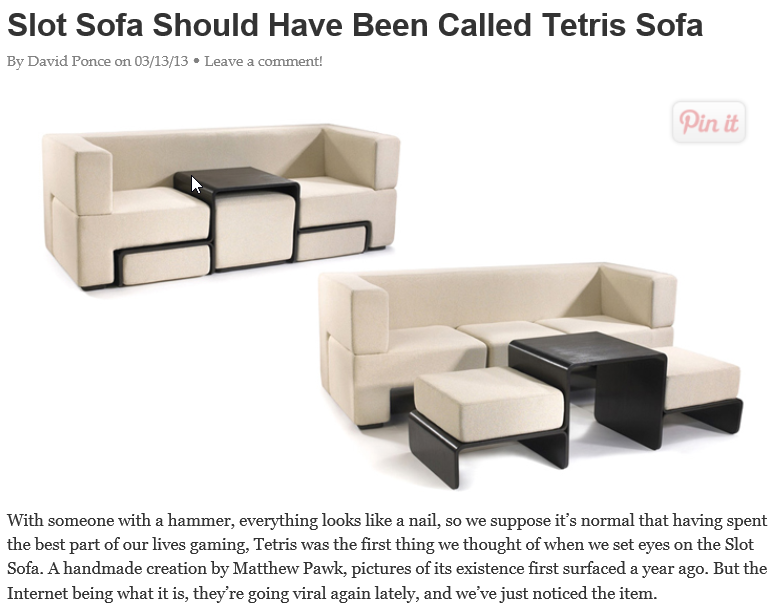 Slot Sofa Should Have Been Called Tetris Sofa
By David Ponce on 03/13/13 • Leave a comment!
Pin it
With someone with a hammer, everything looks like a nail, so we suppose it’s normal that having spent
the best part of our lives gaming, Tetris was the first thing we thought of when we set eyes on the Slot
Sofa. A handmade creation by Matthew Pawk, pictures of its existence first surfaced a year ago. But the
Internet being what it is, they’re going viral again lately, and we’ve just noticed the item.